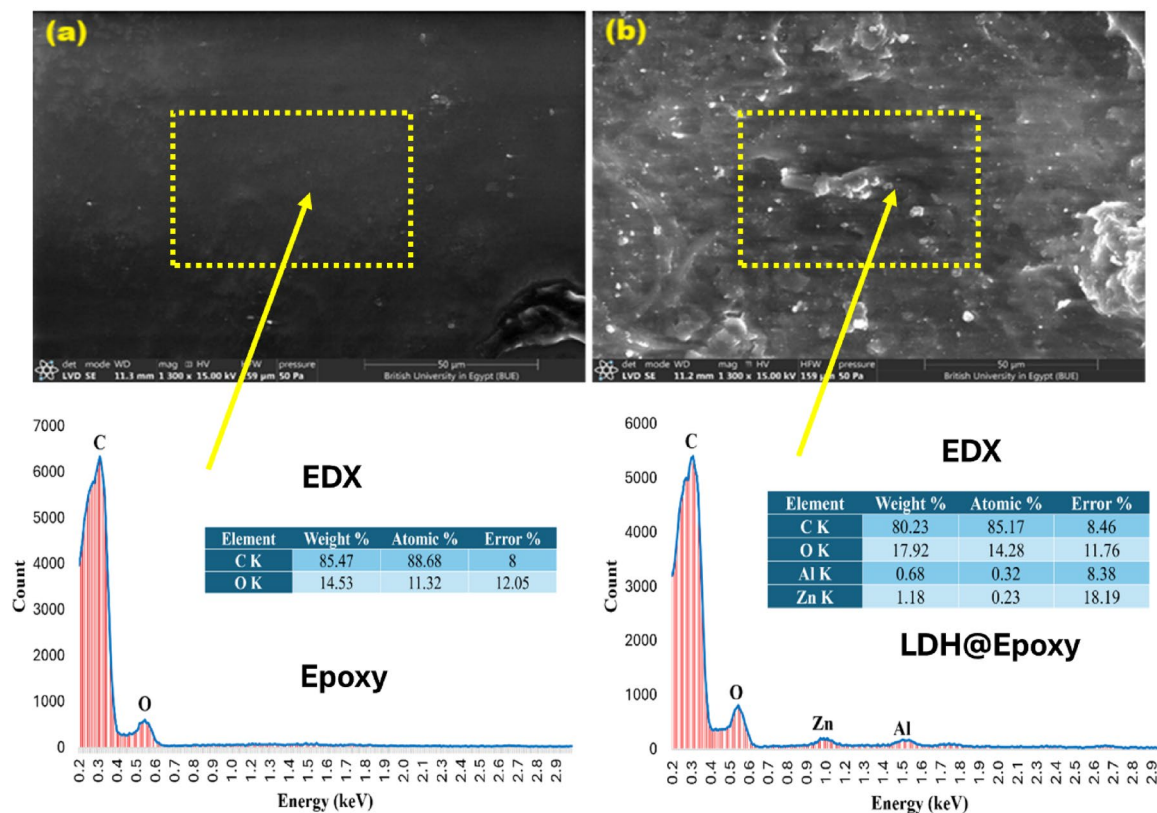 (a)
det mode WD mag HV HFW pressure
LVD SE 11.3 mm 1 300 x 15.00 kV 159 µm 50 Pa
50 µm
British University in Egypt (BUE)
(b)
det mode WD mag HV HFW pressure
LVD SE 11.2 mm 1 300 x 15.00 kV 159 µm 50 Pa
50 µm
British University in Egypt (BUE)
7000
6000
5000
4000
3000
2000
1000
0
Count
C
O
EDX
Element Weight % Atomic % Error %
C K 85.47 88.68 8
O K 14.53 11.32 12.05
Epoxy
0.2 0.3 0.4 0.5 0.6 0.7 0.8 0.9 1.0 1.1 1.2 1.3 1.4 1.5 1.6 1.7 1.8 1.9 2.0 2.1 2.2 2.3 2.4 2.5 2.6 2.7 2.8 2.9
Energy (keV)
6000
5000
4000
3000
2000
1000
0
Count
C
O
Zn
Al
EDX
Element Weight % Atomic % Error %
C K 80.23 85.17 8.46
O K 17.92 14.28 11.76
Al K 0.68 0.32 8.38
Zn K 1.18 0.23 18.19
LDH@Epoxy
0.2 0.3 0.4 0.5 0.6 0.7 0.8 0.9 1.0 1.1 1.2 1.3 1.4 1.5 1.6 1.7 1.8 1.9 2.0 2.1 2.2 2.3 2.4 2.5 2.6 2.7 2.8 2.9
Energy (keV)